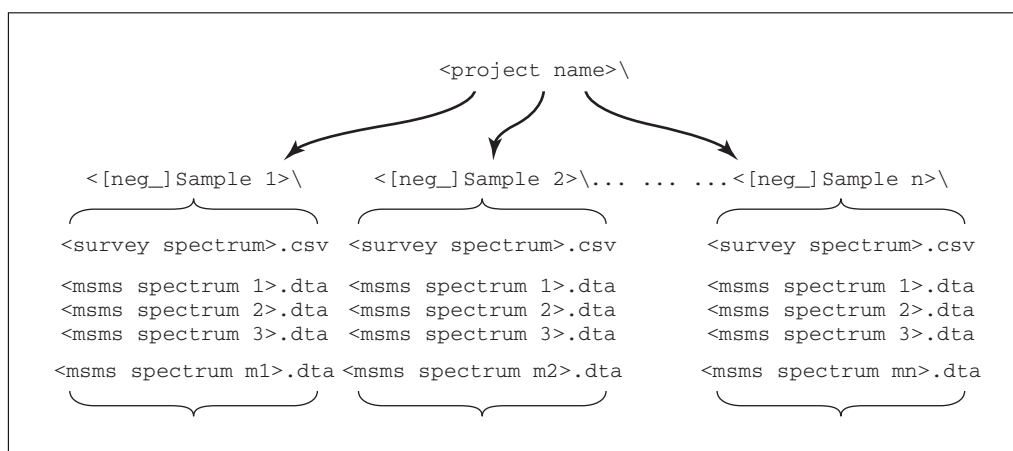 <project name>\
<[neg_]Sample 1>\ <[neg_]Sample 2>\... ... ...<[neg_]Sample n>\
<survey spectrum>.csv <survey spectrum>.csv <survey spectrum>.csv
<msms spectrum 1>.dta <msms spectrum 1>.dta <msms spectrum 1>.dta
<msms spectrum 2>.dta <msms spectrum 2>.dta <msms spectrum 2>.dta
<msms spectrum 3>.dta <msms spectrum 3>.dta <msms spectrum 3>.dta
<msms spectrum m1>.dta <msms spectrum m2>.dta <msms spectrum mn>.dta